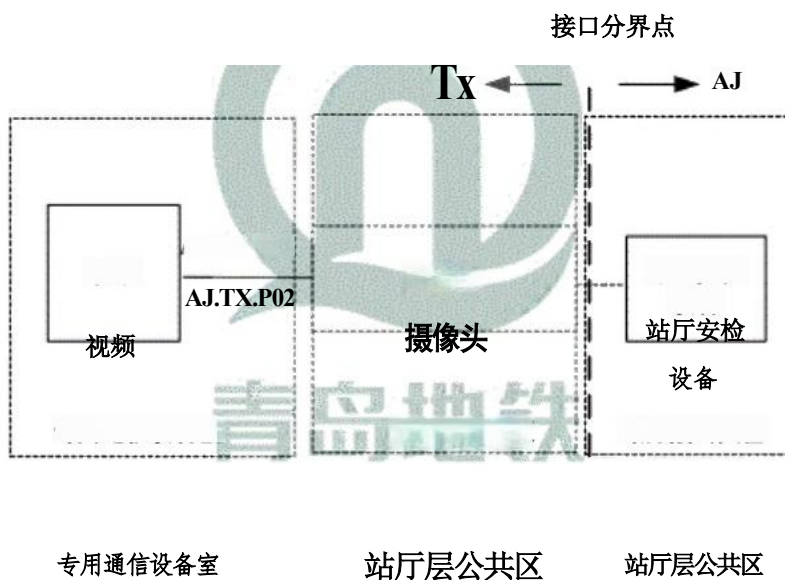 接口分界点
Tx
AJ
AJ.TX.P02
视频
摄像头
站厅安检
设备
青岛地铁
专用通信设备室
站厅层公共区
站厅层公共区